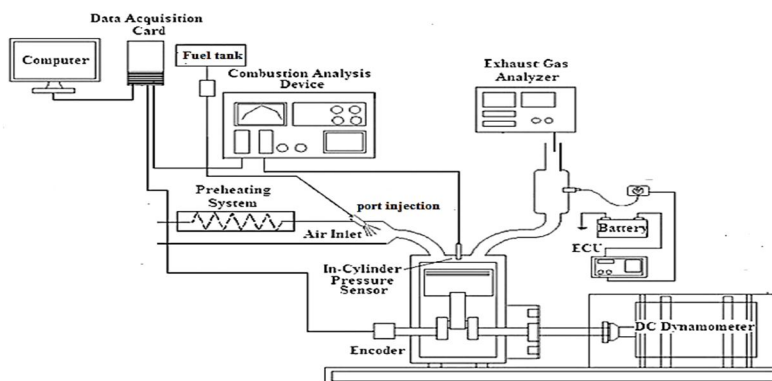 Data Acquisition
Card
Computer
Fuel tank
Combustion Analysis
Device
Exhaust Gas
Analyzer
Preheating
System
port injection
Air Inlet
In-Cylinder
Pressure
Sensor
Battery
ECU
Encoder
DC Dynamometer